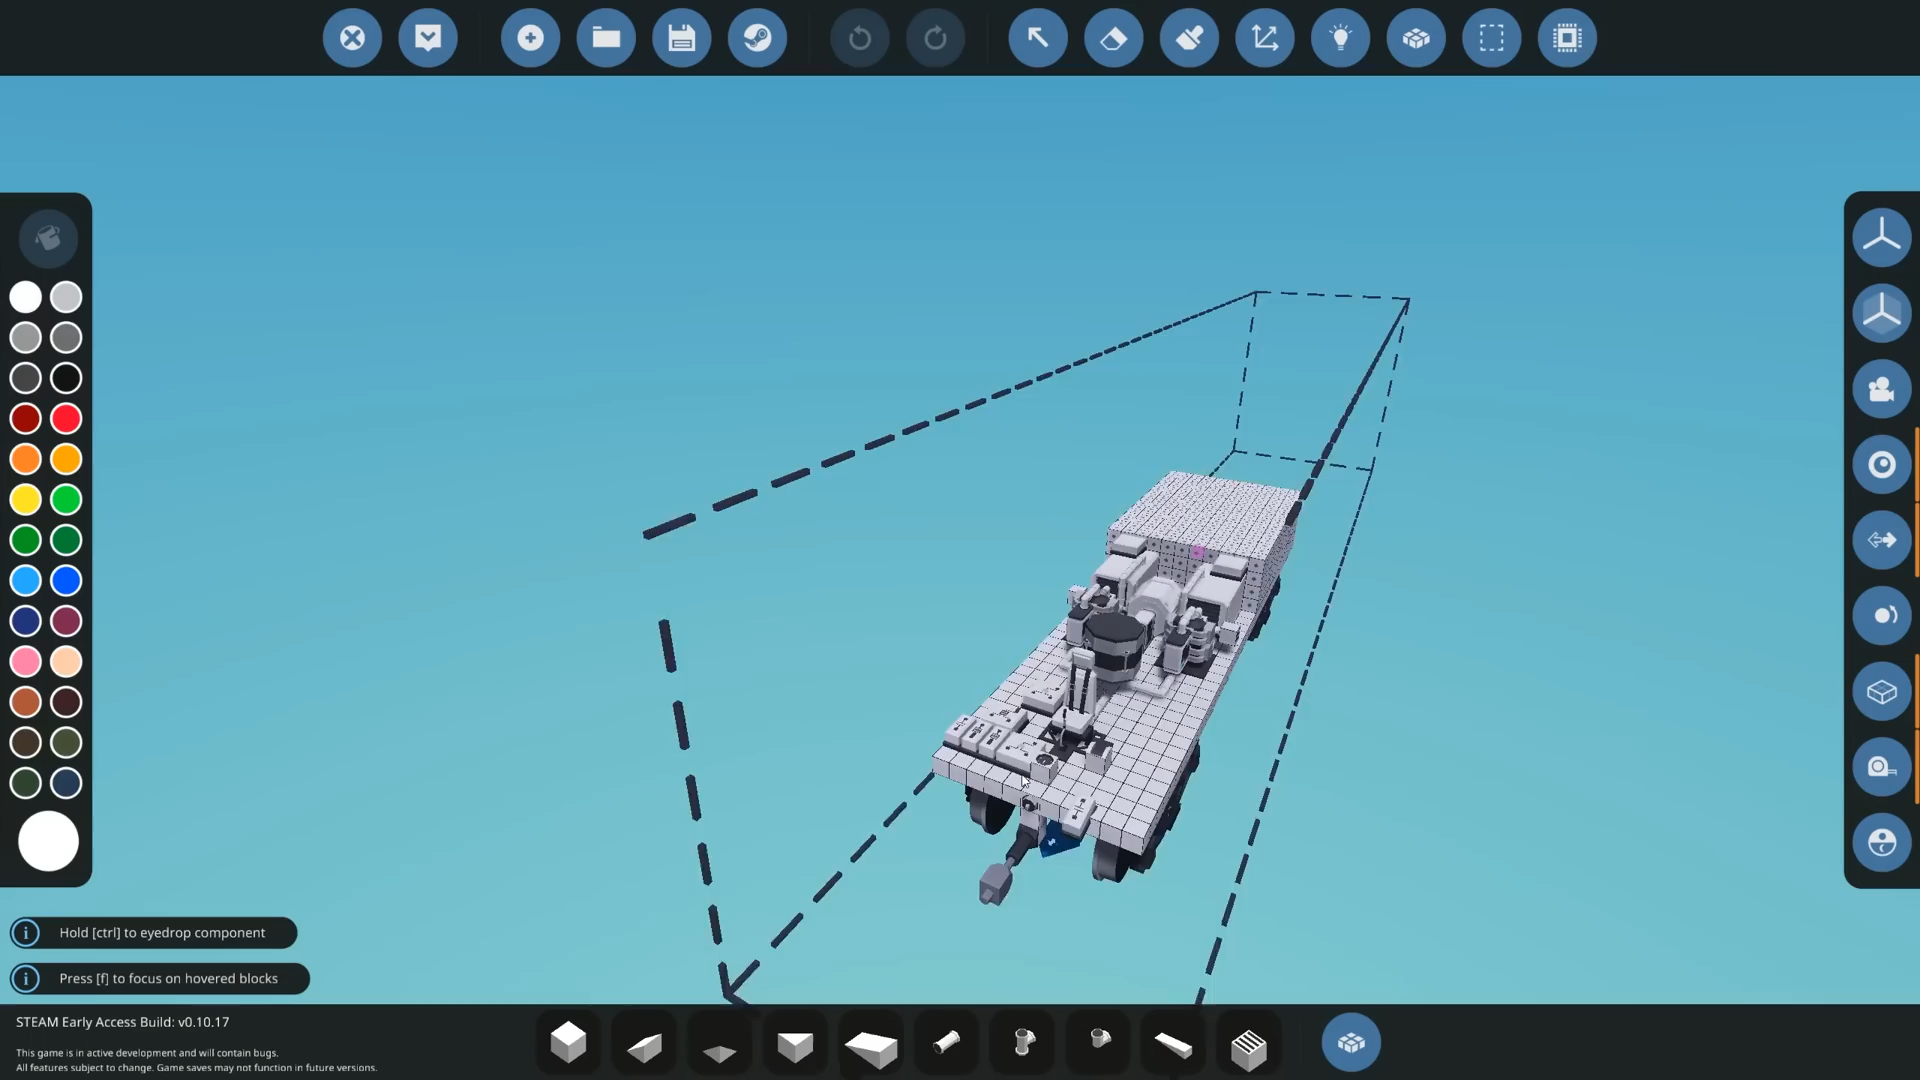 Hold [ctrl] to eyedrop component
Press [f] to focus on hovered blocks
STEAM Early Access Build: v0.10.17
This game is in active development and will contain bugs.
All features subject to change. Game saves may not function in future versions.